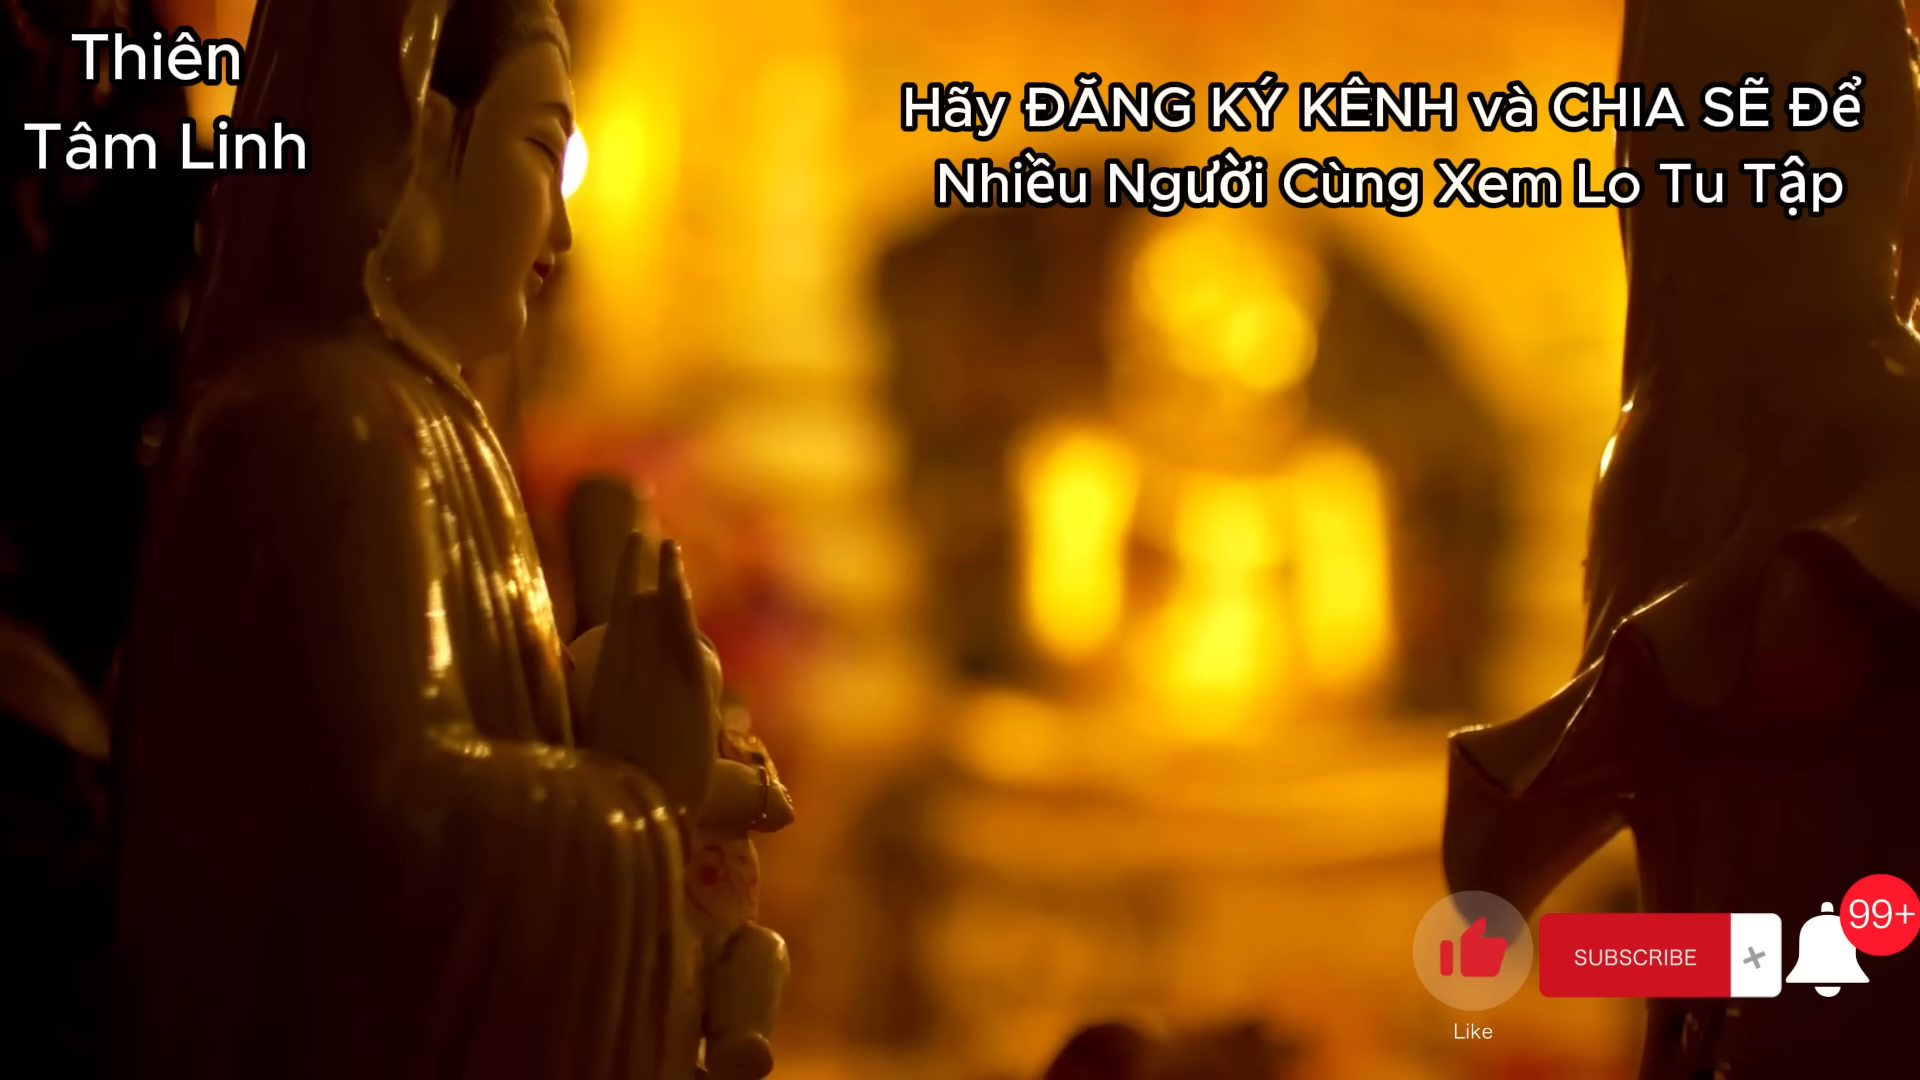 Thiên
Tâm Linh
Hãy ĐĂNG KÝ KÊNH và CHIA SẼ Để
Nhiều Người Cùng Xem Lo Tu Tập
99+
SUBSCRIBE
Like